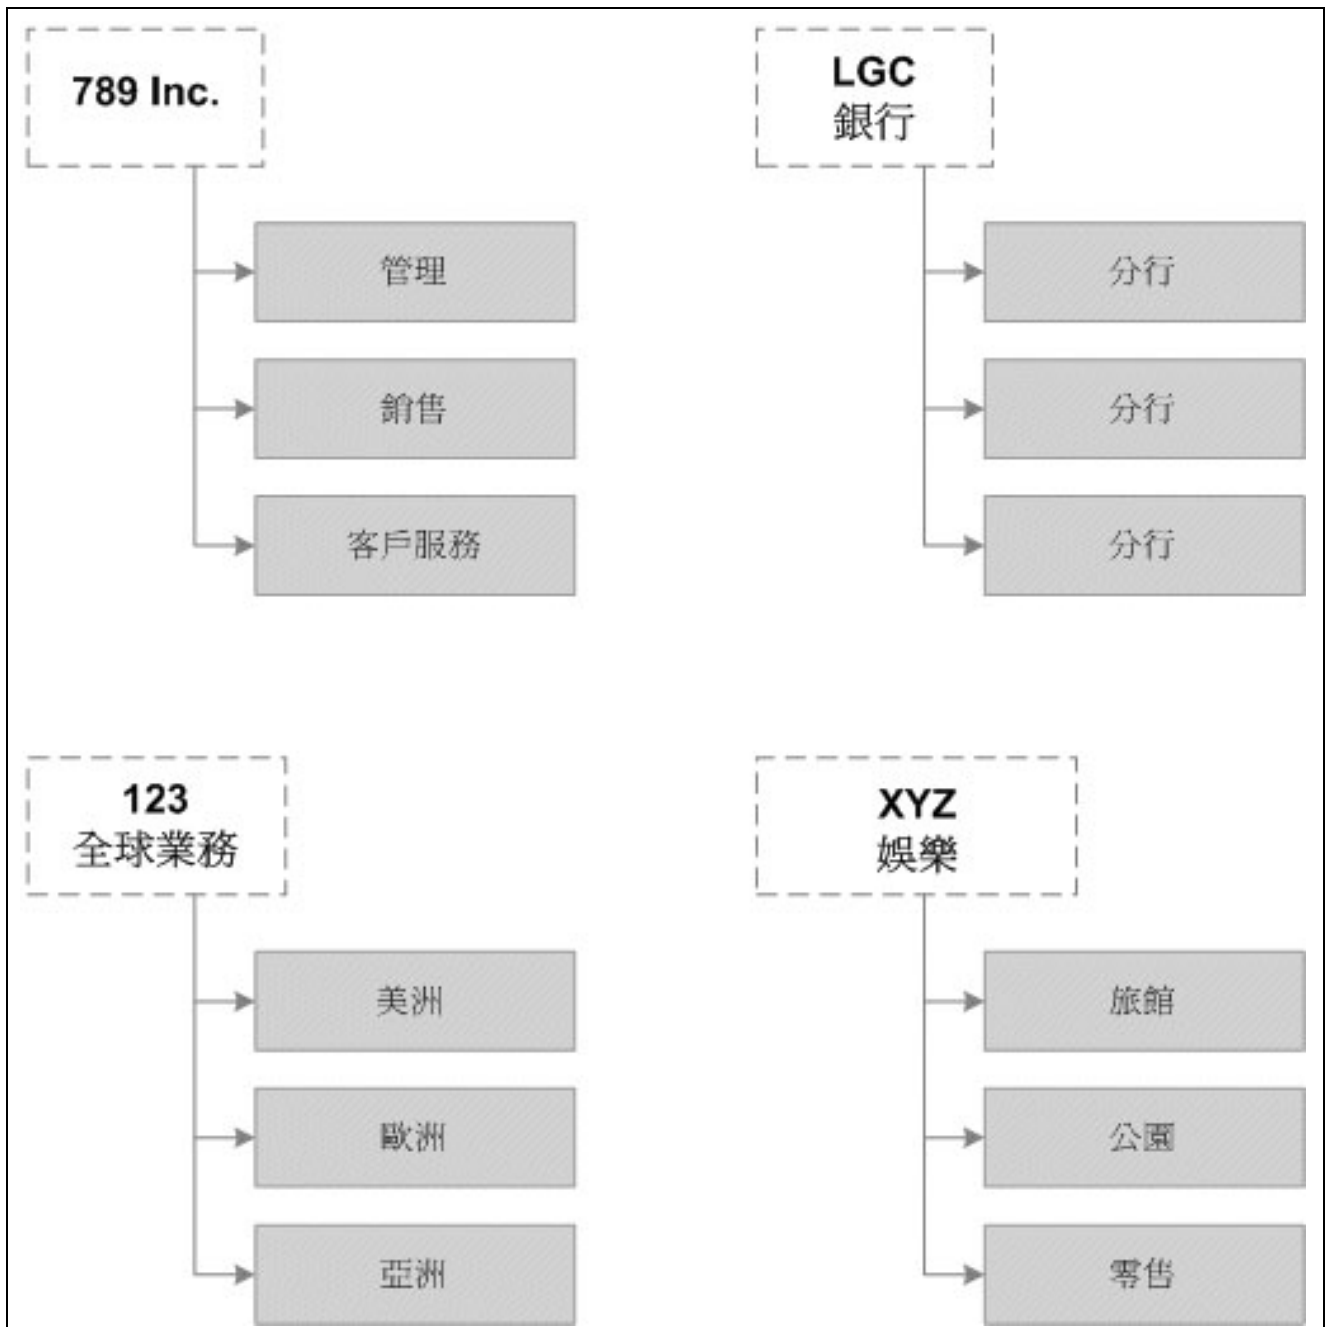 789 Inc.
管理
銷售
客戶服務
LGC
銀行
分行
分行
分行
123
全球業務
美洲
歐洲
亞洲
XYZ
娛樂
旅館
公園
零售